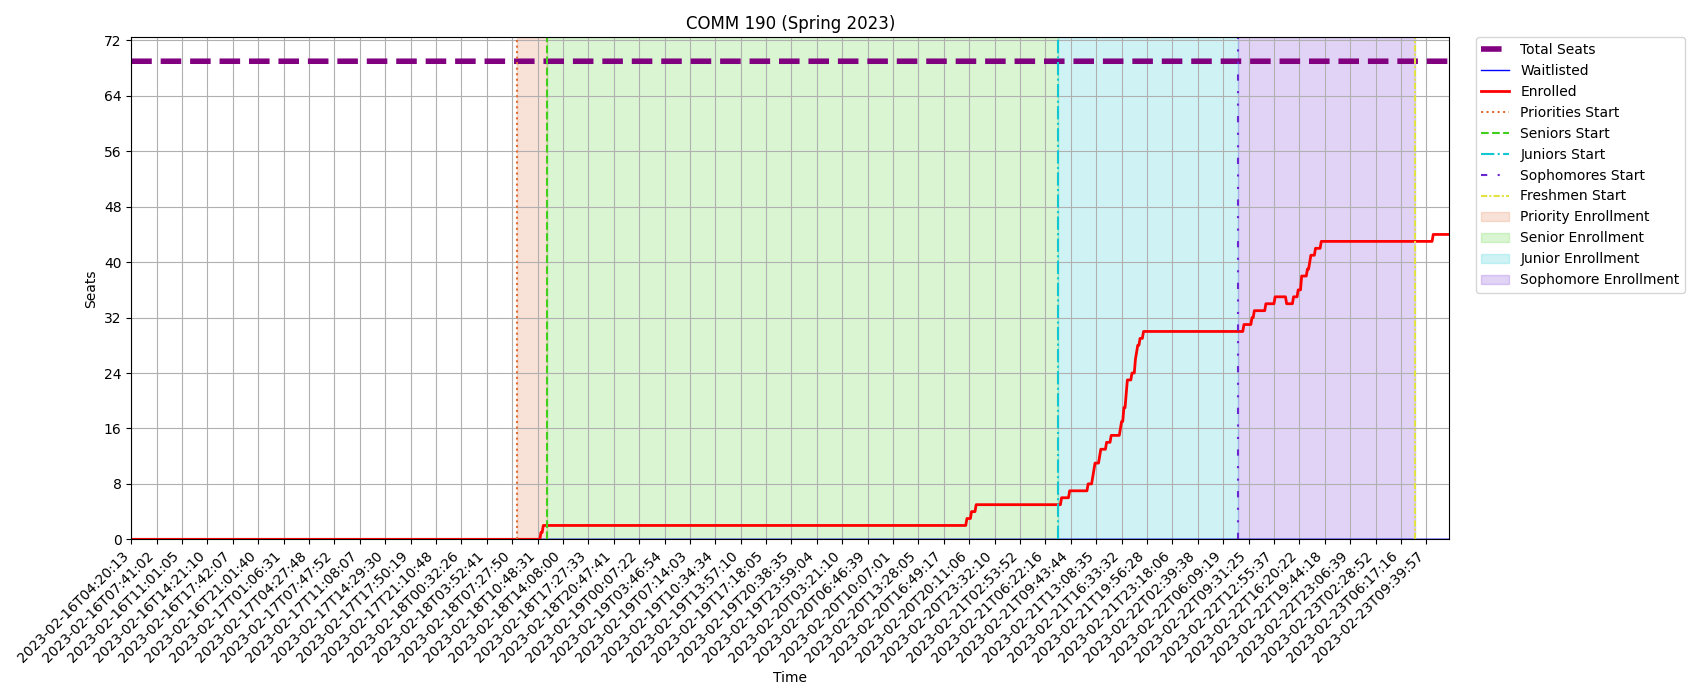 COMM 190 (Spring 2023)
72
64
56
48
40
32
24
16
8
0
Seats
2023-02-16T04:20:13
2023-02-16T07:41:02
2023-02-16T11:01:05
2023-02-16T14:21:10
2023-02-16T17:42:07
2023-02-16T21:01:40
2023-02-17T01:06:31
2023-02-17T04:27:48
2023-02-17T07:47:52
2023-02-17T11:08:07
2023-02-17T14:29:30
2023-02-17T17:50:19
2023-02-17T21:10:48
2023-02-18T00:32:26
2023-02-18T03:52:41
2023-02-18T07:27:50
2023-02-18T10:48:31
2023-02-18T14:08:00
2023-02-18T17:27:33
2023-02-18T20:47:41
2023-02-19T00:07:22
2023-02-19T03:46:54
2023-02-19T07:14:03
2023-02-19T10:34:34
2023-02-19T13:57:10
2023-02-19T17:18:05
2023-02-19T20:38:35
2023-02-19T23:59:04
2023-02-20T03:21:10
2023-02-20T06:46:39
2023-02-20T10:07:01
2023-02-20T13:28:05
2023-02-20T16:49:17
2023-02-20T20:11:06
2023-02-20T23:32:10
2023-02-21T02:53:52
2023-02-21T06:22:16
2023-02-21T09:43:44
2023-02-21T13:08:35
2023-02-21T16:33:32
2023-02-21T19:56:28
2023-02-21T23:18:06
2023-02-22T02:39:38
2023-02-22T06:09:19
2023-02-22T09:31:25
2023-02-22T12:55:37
2023-02-22T16:20:22
2023-02-22T19:44:18
2023-02-22T23:06:39
2023-02-23T02:28:52
2023-02-23T06:17:16
2023-02-23T09:39:57
Time
Total Seats
Waitlisted
Enrolled
Priorities Start
Seniors Start
Juniors Start
Sophomores Start
Freshmen Start
Priority Enrollment
Senior Enrollment
Junior Enrollment
Sophomore Enrollment